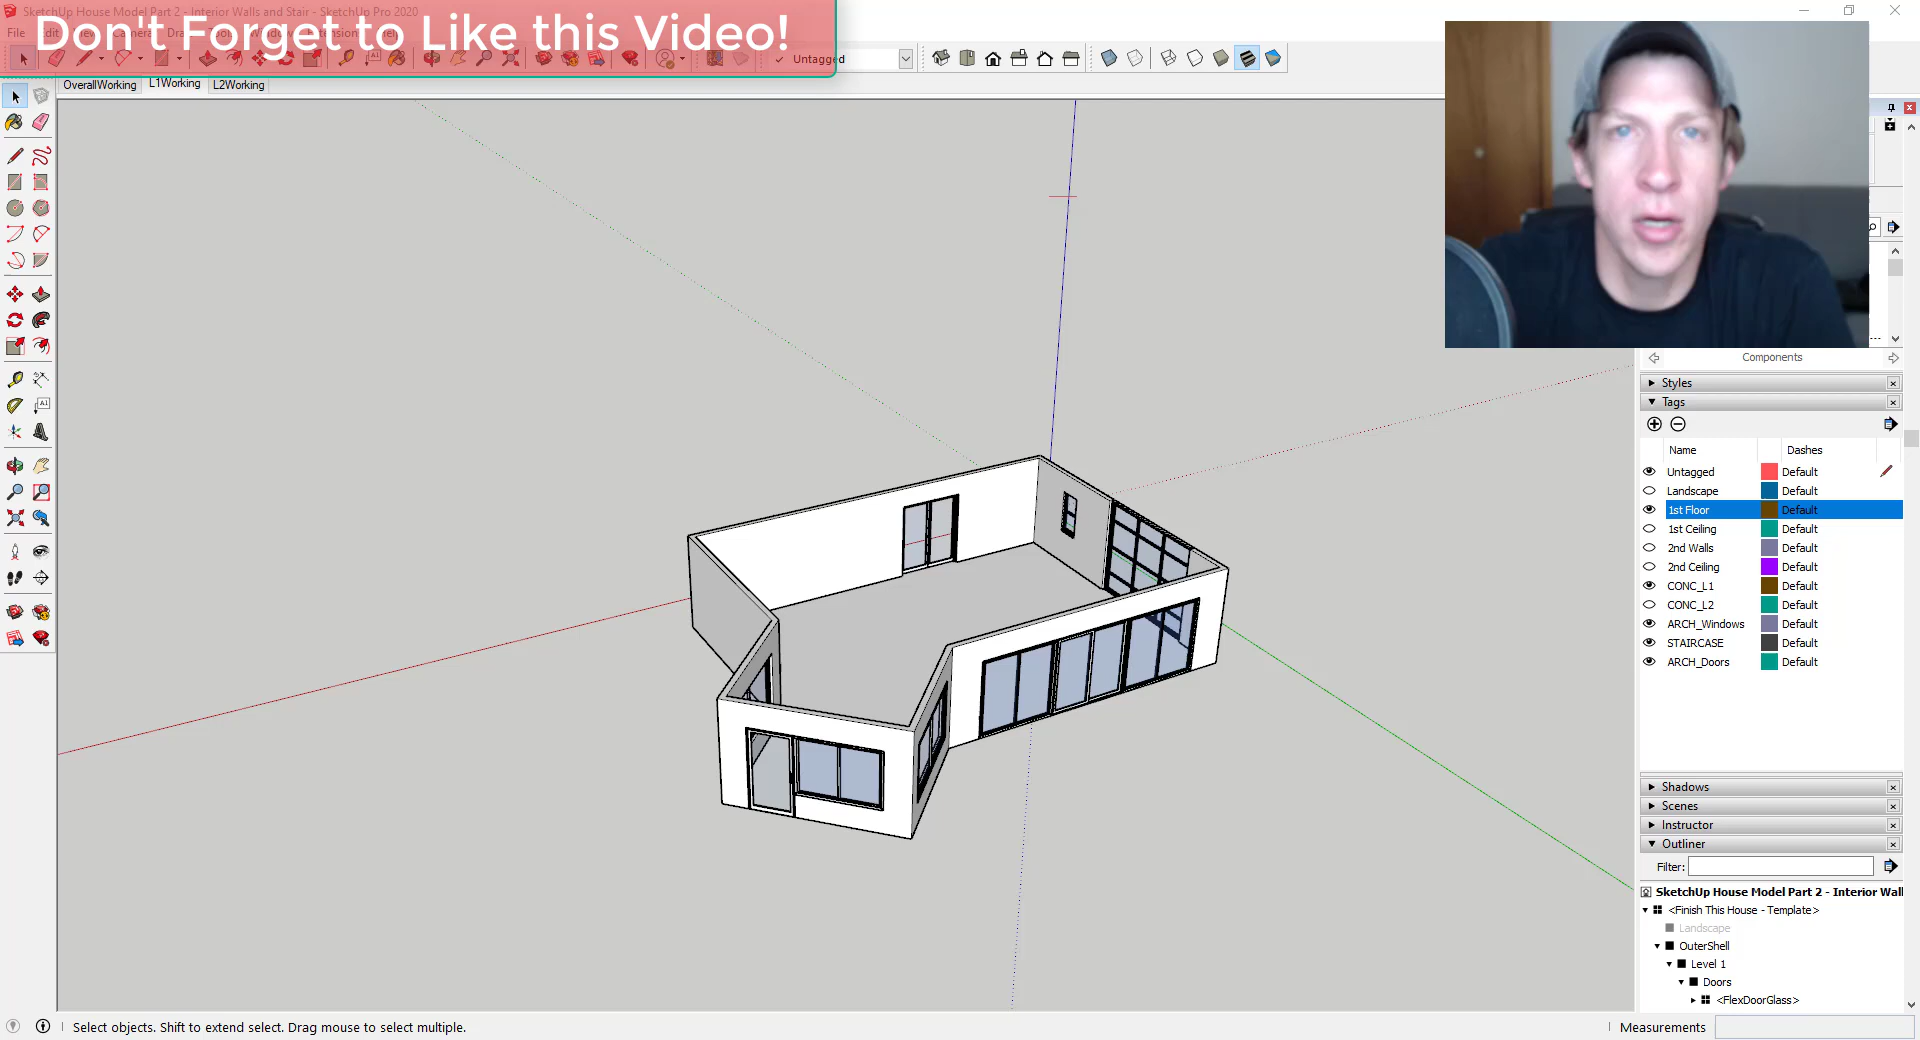 SketchUp House Model Part 2 - Interior Walls and Stair - SketchUp Pro 2020
Don't Forget to Like this Video!
File
Untagged
OverallWorking
L1Working
L2Working
Components
Styles
Tags
Name
Dashes
Untagged
Default
Landscape
Default
1st Floor
Default
1st Ceiling
Default
2nd Walls
Default
2nd Ceiling
Default
CONC_L1
Default
CONC_L2
Default
ARCH_Windows
Default
STAIRCASE
Default
ARCH_Doors
Default
Shadows
Scenes
Instructor
Outliner
Filter:
SketchUp House Model Part 2 - Interior Wall
<Finish This House - Template>
Landscape
OuterShell
Level 1
Doors
<FlexDoorGlass>
Select objects. Shift to extend select. Drag mouse to select multiple.
Measurements